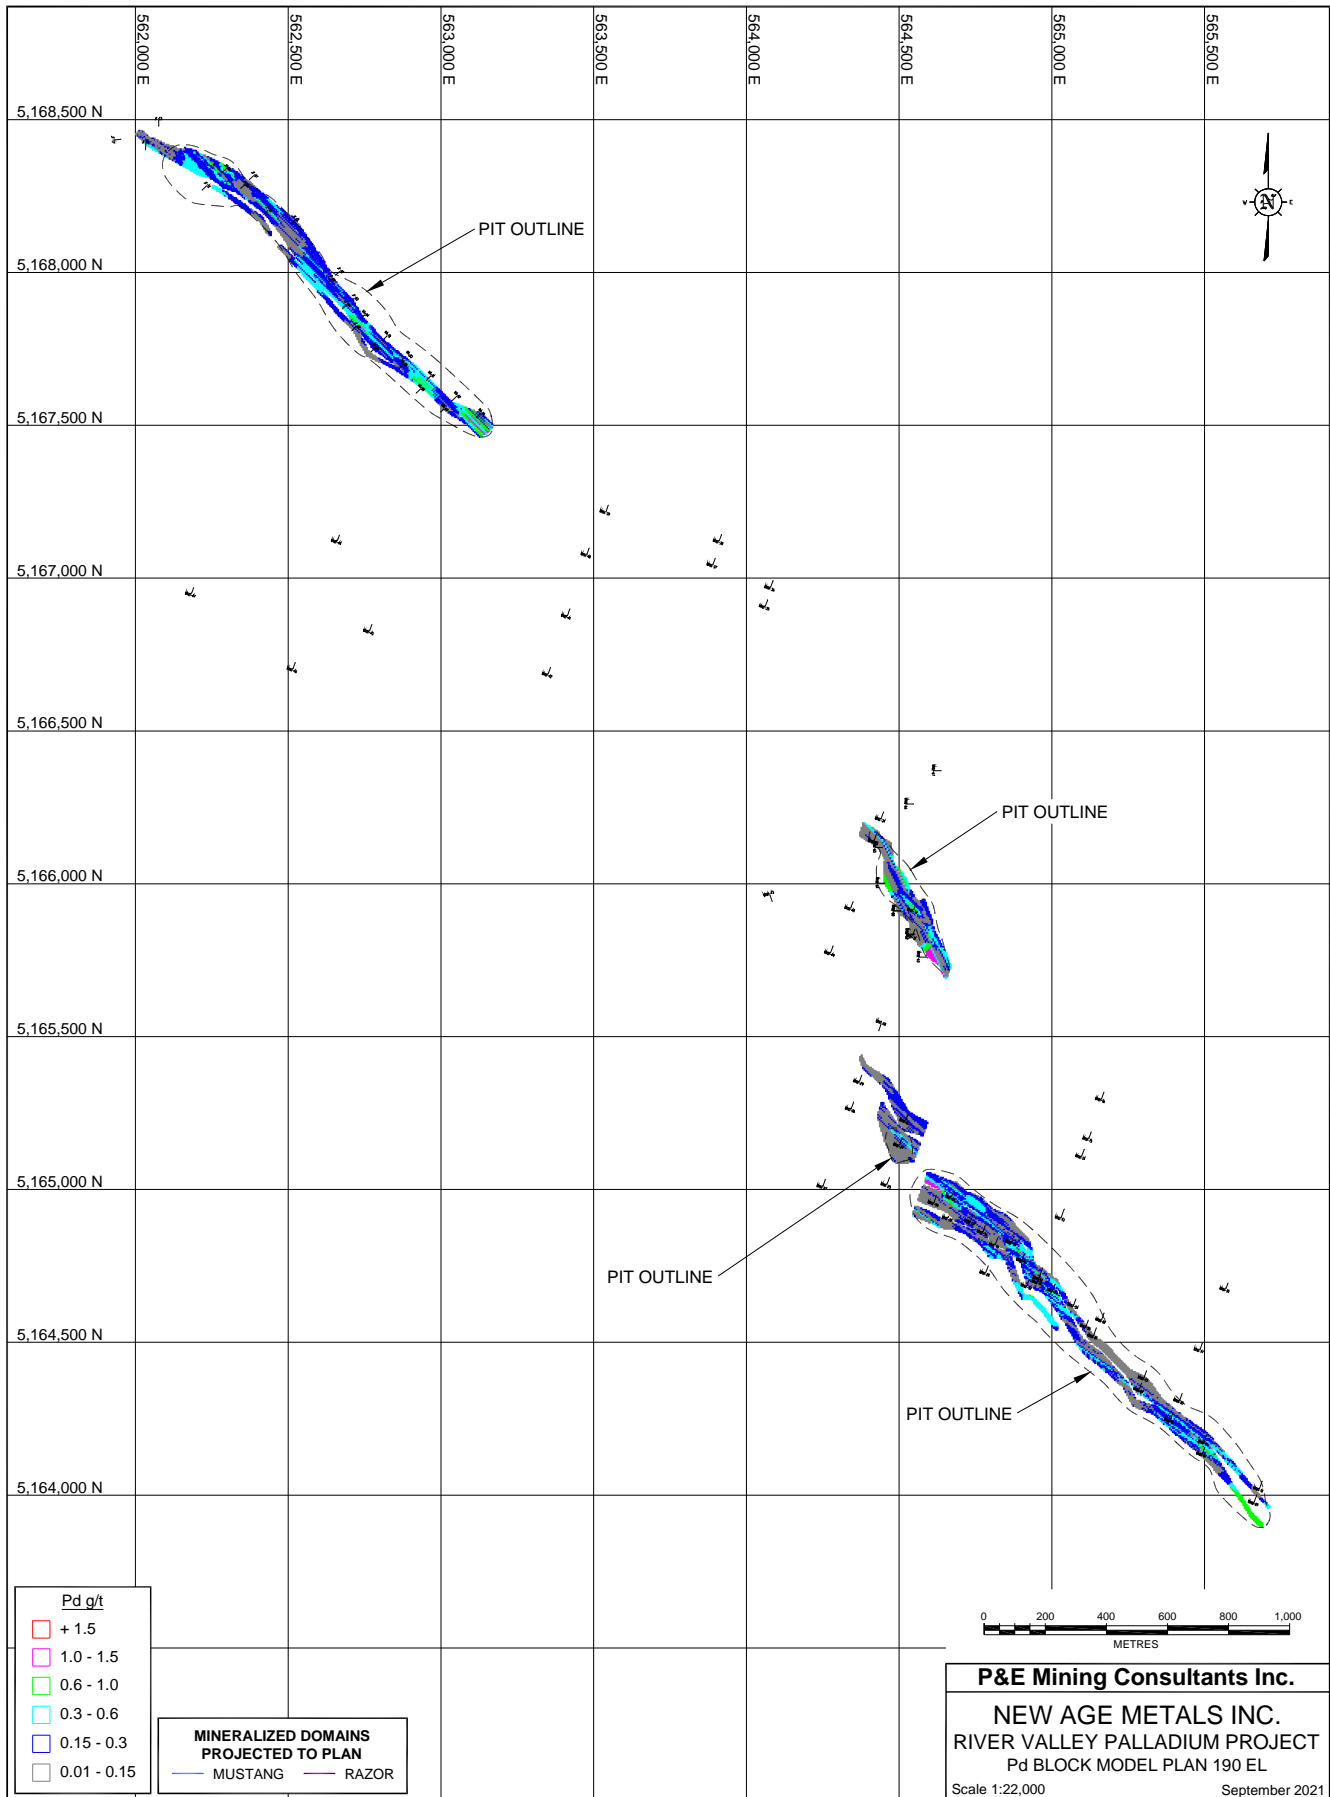 562,000 E
562,500 E
563,000 E
563,500 E
564,000 E
564,500 E
565,000 E
565,500 E
5,168,500 N
N
W
E
PIT OUTLINE
5,168,000 N
5,167,500 N
5,167,000 N
5,166,500 N
PIT OUTLINE
5,166,000 N
5,165,500 N
5,165,000 N
PIT OUTLINE
5,164,500 N
PIT OUTLINE
5,164,000 N
Pd g/t
+ 1.5
1.0 - 1.5
0.6 - 1.0
0.3 - 0.6
0.15 - 0.3
0.01 - 0.15
MINERALIZED DOMAINS
PROJECTED TO PLAN
MUSTANG RAZOR
0 200 400 600 800 1,000
METRES
P&E Mining Consultants Inc.
NEW AGE METALS INC.
RIVER VALLEY PALLADIUM PROJECT
Pd BLOCK MODEL PLAN 190 EL
Scale 1:22,000 September 2021